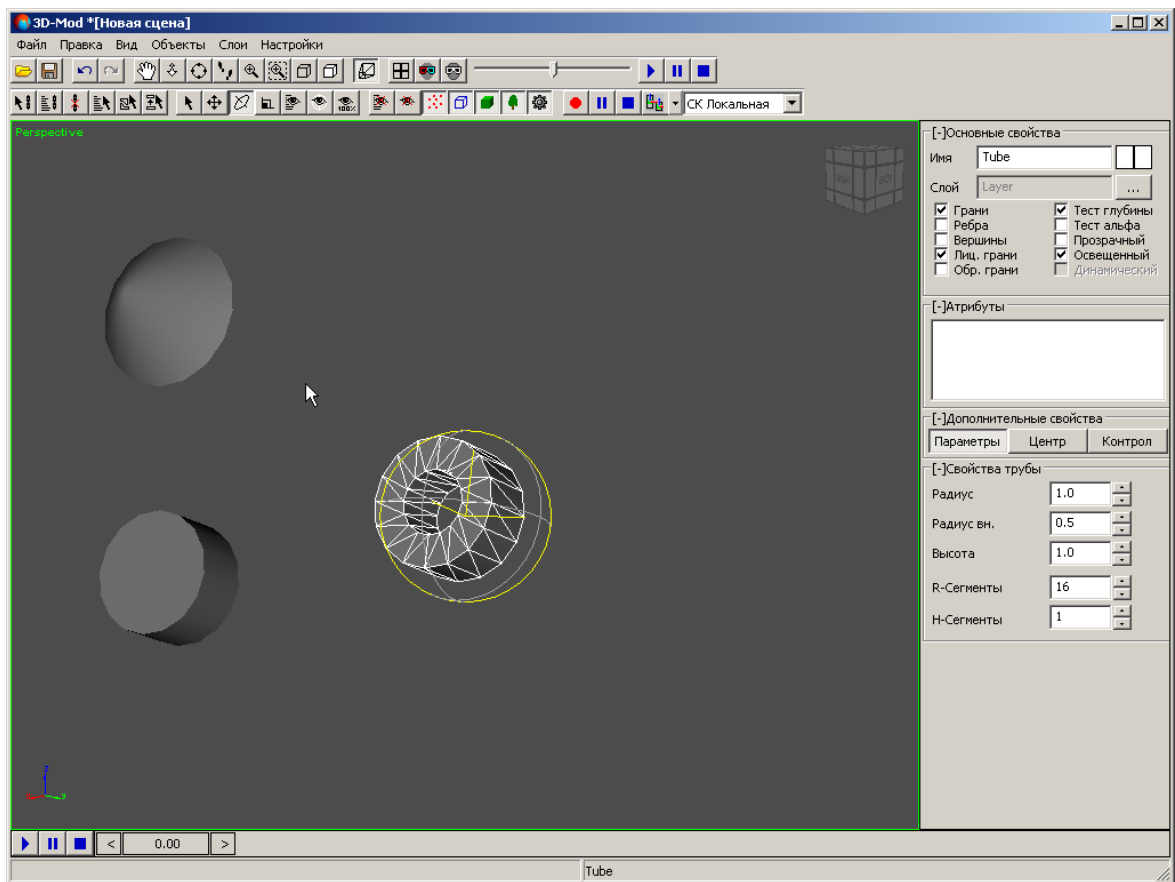 3D-Mod *[Новая сцена]
Файл Правка Вид Объекты Слои Настройки
100%
СК Локальная
Perspective
RIGHT BACK
[-]Основные свойства
Имя Tube
Слой Layer ...
Грани Тест глубины
Ребра Тест альфа
Вершины Прозрачный
Лиц. грани Освещенный
Обр. грани Динамический
[-]Атрибуты
[-]Дополнительные свойства
Параметры Центр Контрол
[-]Свойства трубы
Радиус 1.0
Радиус вн. 0.5
Высота 1.0
R-Сегменты 16
H-Сегменты 1
z
y
< 0.00 >
Tube